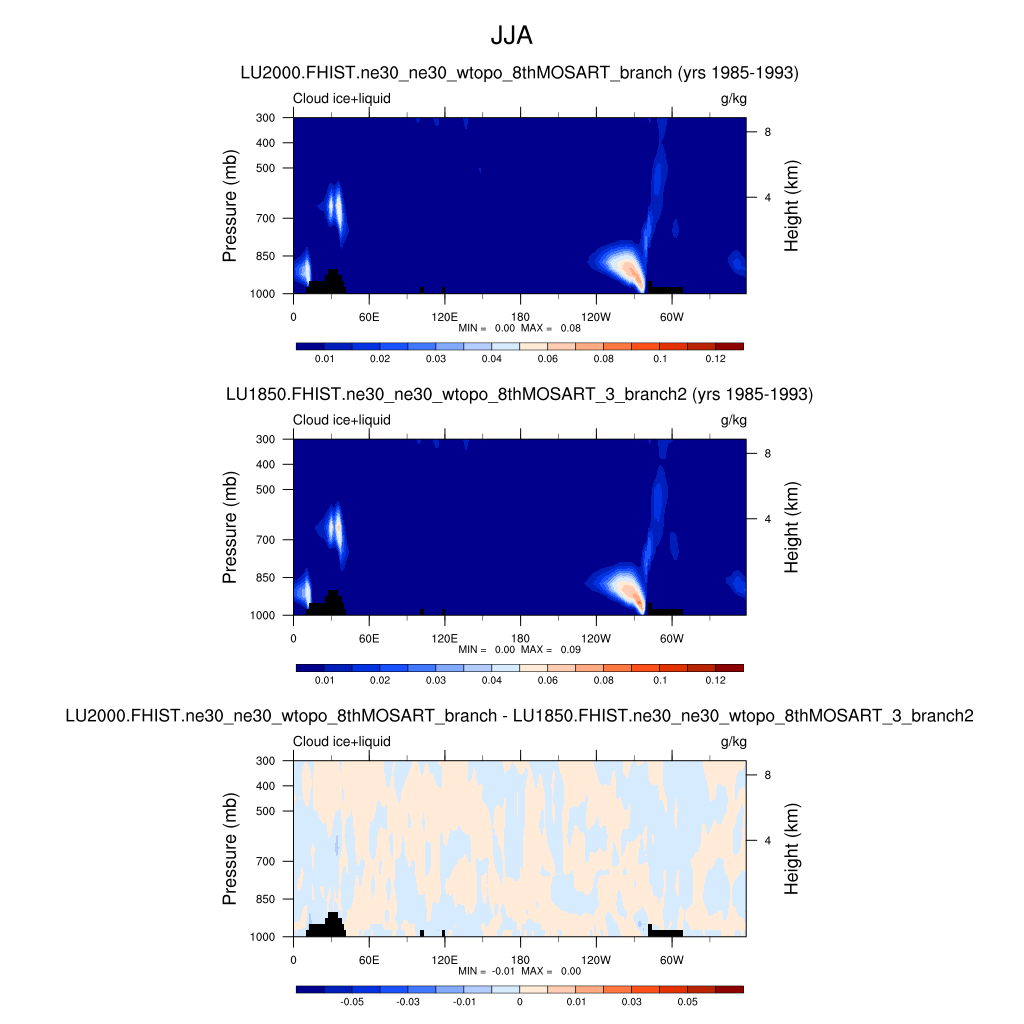 JJA
LU2000.FHIST.ne30_ne30_wtopo_8thMOSART_branch (yrs 1985-1993)
Cloud ice+liquid g/kg
300
400
500
700
850
1000
Pressure (mb)
8
4
Height (km)
0 60E 120E 180 120W 60W
MIN = 0.00 MAX = 0.08
0.01 0.02 0.03 0.04 0.06 0.08 0.1 0.12
LU1850.FHIST.ne30_ne30_wtopo_8thMOSART_3_branch2 (yrs 1985-1993)
Cloud ice+liquid g/kg
300
400
500
700
850
1000
Pressure (mb)
8
4
Height (km)
0 60E 120E 180 120W 60W
MIN = 0.00 MAX = 0.09
0.01 0.02 0.03 0.04 0.06 0.08 0.1 0.12
LU2000.FHIST.ne30_ne30_wtopo_8thMOSART_branch - LU1850.FHIST.ne30_ne30_wtopo_8thMOSART_3_branch2
Cloud ice+liquid g/kg
300
400
500
700
850
1000
Pressure (mb)
8
4
Height (km)
0 60E 120E 180 120W 60W
MIN = -0.01 MAX = 0.00
-0.05 -0.03 -0.01 0 0.01 0.03 0.05